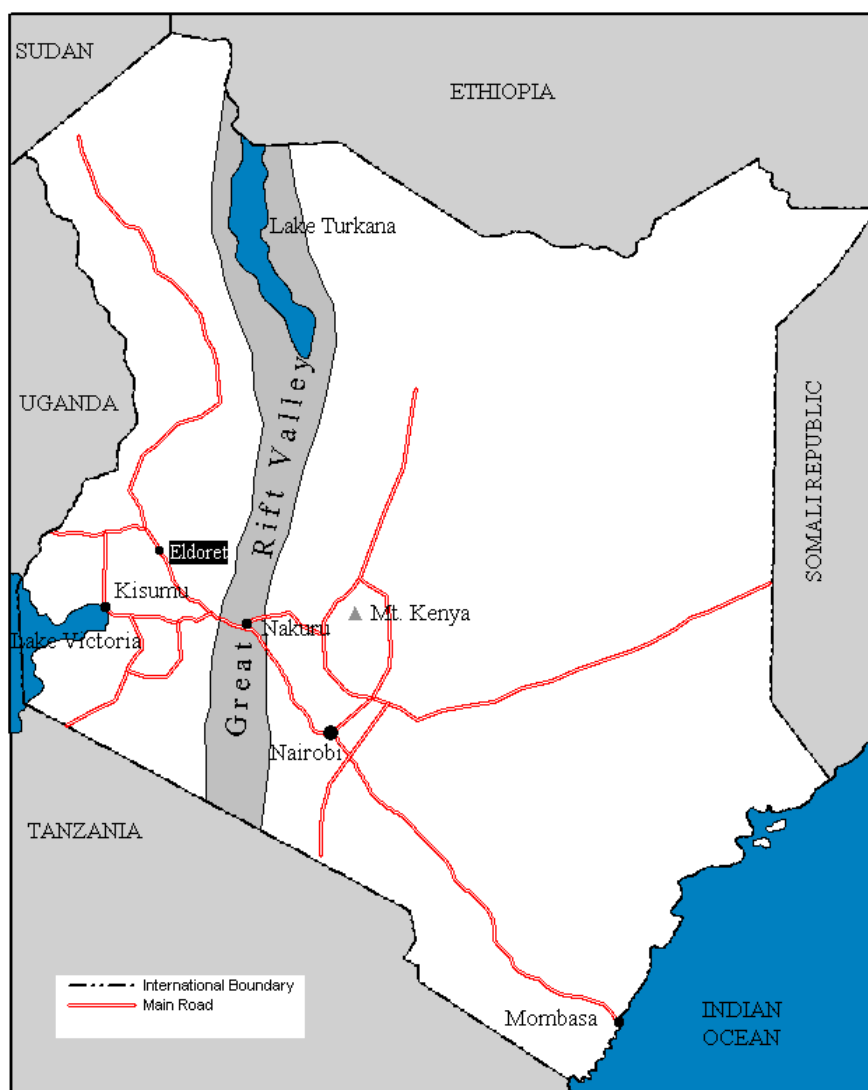 SUDAN
ETHIOPIA
Lake Turkana
UGANDA
Great Rift Valley
SOMALI REPUBLIC
Eldoret
Kisumu
Mt. Kenya
Nakuru
Lake Victoria
Nairobi
TANZANIA
International Boundary
Main Road
Mombasa
INDIAN
OCEAN